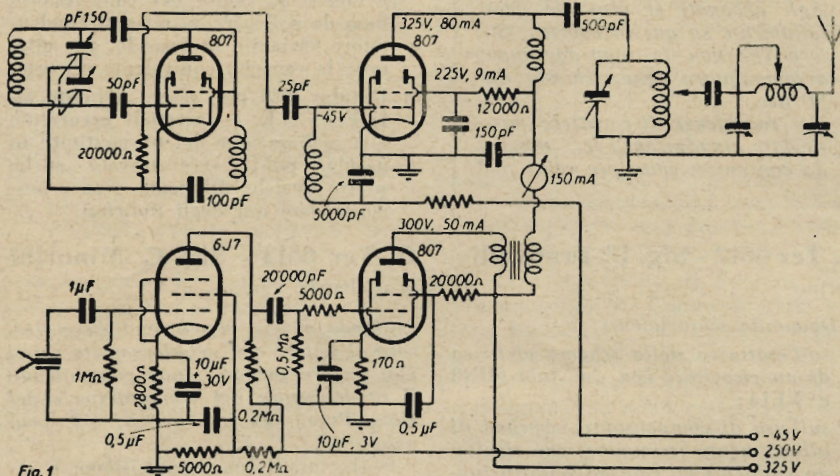 pF150
807
50pF
20000Ω
100pF
25pF
325V, 80 mA
807
225V, 9mA
-45V
12000Ω
150pF
5000pF
500pF
150mA
6J7
1µF
1MΩ
2800Ω
10µF
+
30V
0,5µF
5000Ω
0,2MΩ
20000pF
0,2MΩ
5000Ω
0,5MΩ
10µF, 3V
300V, 50mA
807
170Ω
20000Ω
0,5µF
-45V
250V
325V
Fig.1